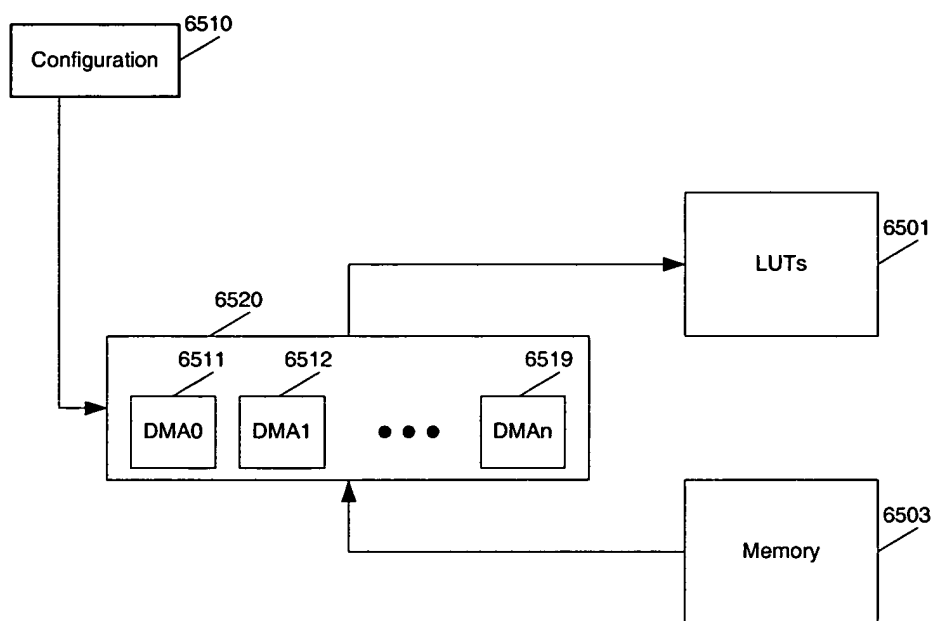 6510
Configuration
6501
LUTs
6520
6511
6512
6519
DMA0
DMA1
DMAn
6503
Memory